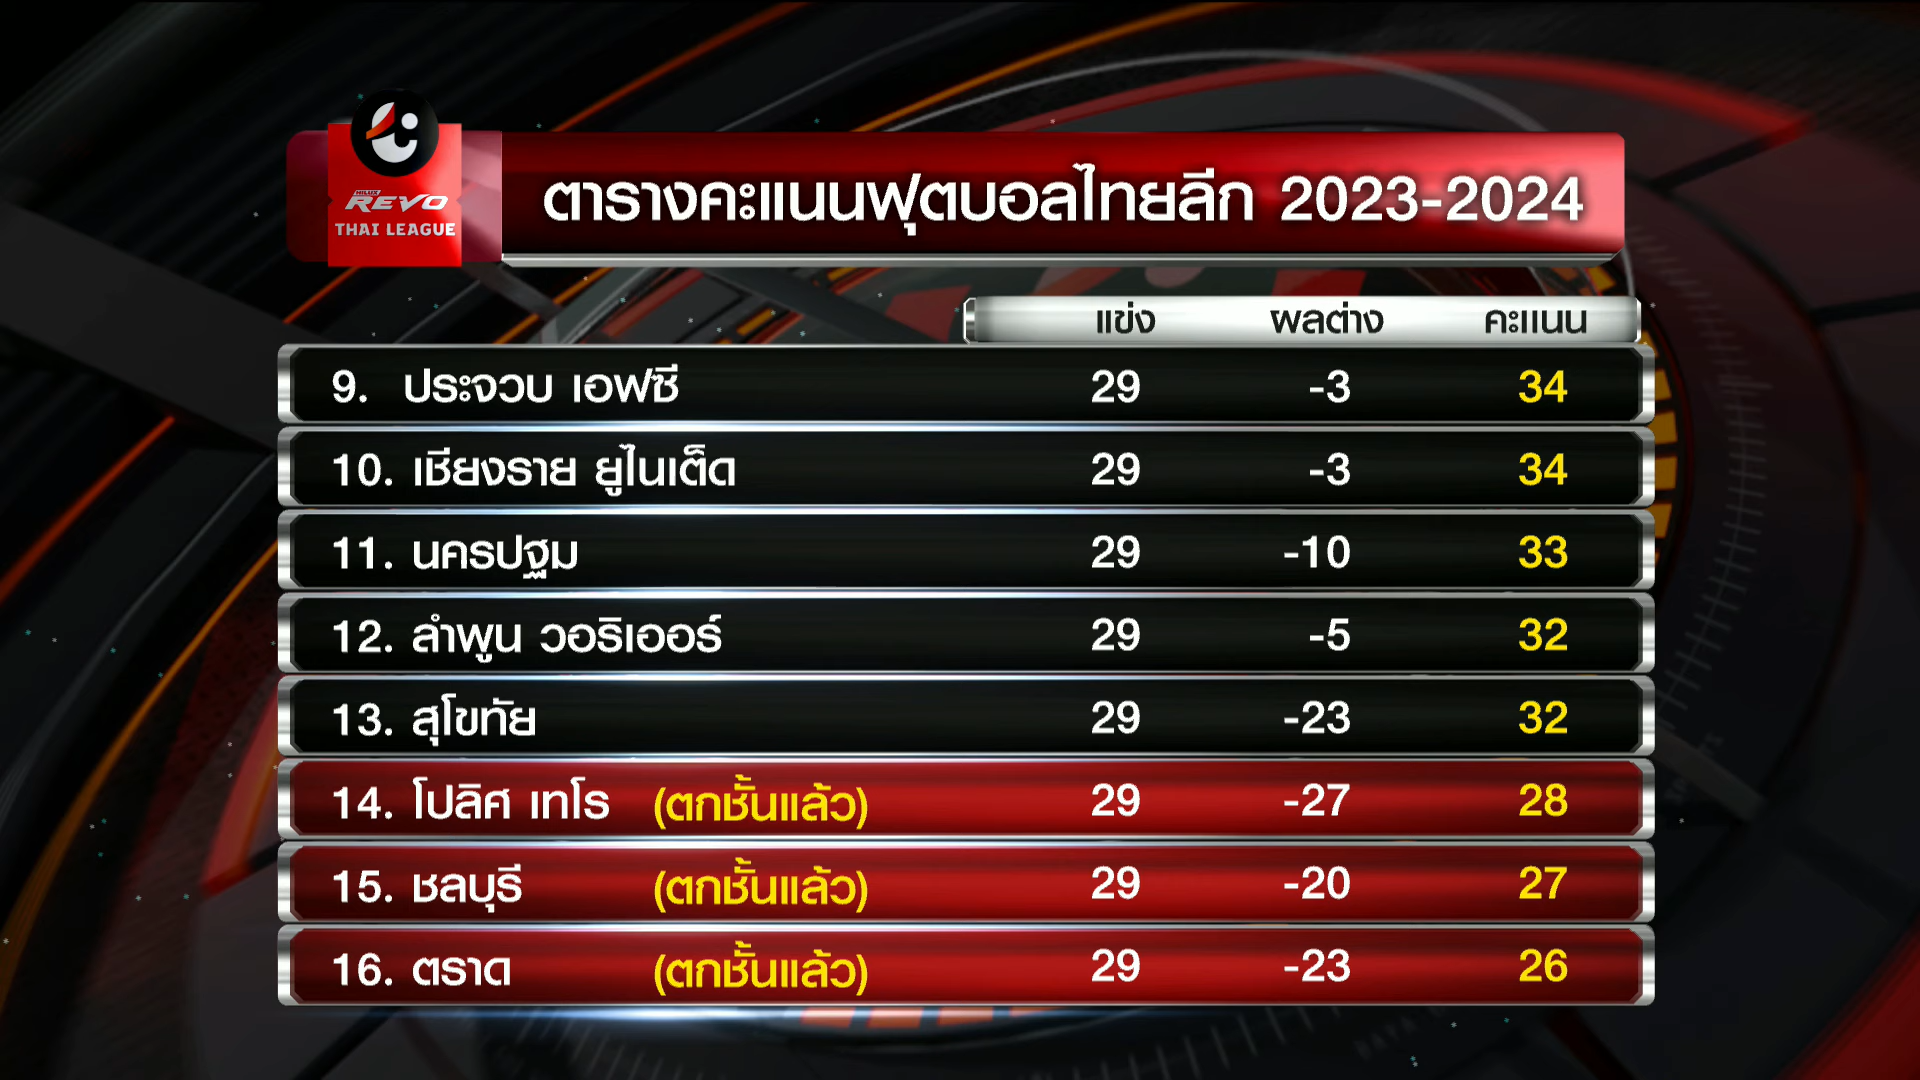 HILUX
REVO
THAI LEAGUE
ตารางคะแนนฟุตบอลไทยลีก 2023-2024
แข่ง ผลต่าง คะแนน
9. ประจวบ เอฟซี 29 -3 34
10. เชียงราย ยูไนเต็ด 29 -3 34
11. นครปฐม 29 -10 33
12. ลำพูน วอริเออร์ 29 -5 32
13. สุโขทัย 29 -23 32
14. โปลิศ เทโร (ตกชั้นแล้ว) 29 -27 28
15. ชลบุรี (ตกชั้นแล้ว) 29 -20 27
16. ตราด (ตกชั้นแล้ว) 29 -23 26